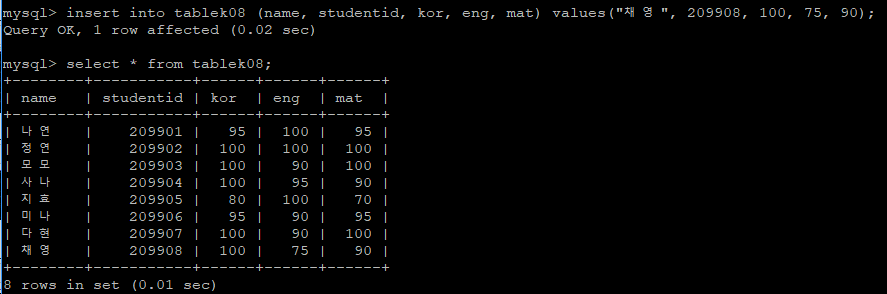 mysql> insert into tablek08 (name, studentid, kor, eng, mat) values("채영", 209908, 100, 75, 90);
Query OK, 1 row affected (0.02 sec)

mysql> select * from tablek08;
+--------+-----------+------+------+------+
| name   | studentid | kor  | eng  | mat  |
+--------+-----------+------+------+------+
| 나연   |    209901 |   95 |  100 |   95 |
| 정연   |    209902 |  100 |  100 |  100 |
| 모모   |    209903 |  100 |   90 |  100 |
| 사나   |    209904 |  100 |   95 |   90 |
| 지효   |    209905 |   80 |  100 |   70 |
| 미나   |    209906 |   95 |   90 |   95 |
| 다현   |    209907 |  100 |   90 |  100 |
| 채영   |    209908 |  100 |   75 |   90 |
+--------+-----------+------+------+------+
8 rows in set (0.01 sec)